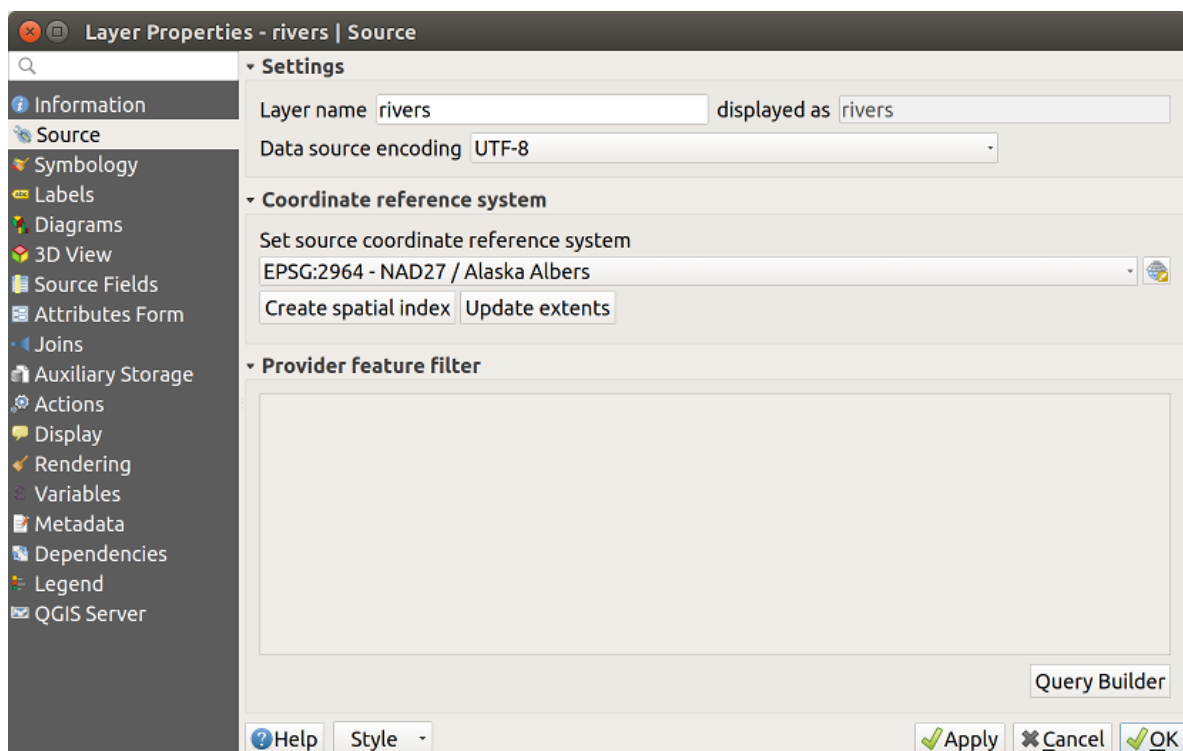 Layer Properties - rivers | Source
Information
Source
Symbology
Labels
Diagrams
3D View
Source Fields
Attributes Form
Joins
Auxiliary Storage
Actions
Display
Rendering
Variables
Metadata
Dependencies
Legend
QGIS Server
Settings
Layer name rivers displayed as rivers
Data source encoding UTF-8
Coordinate reference system
Set source coordinate reference system
EPSG:2964 - NAD27 / Alaska Albers
Create spatial index Update extents
Provider feature filter
Query Builder
Help Style Apply Cancel OK